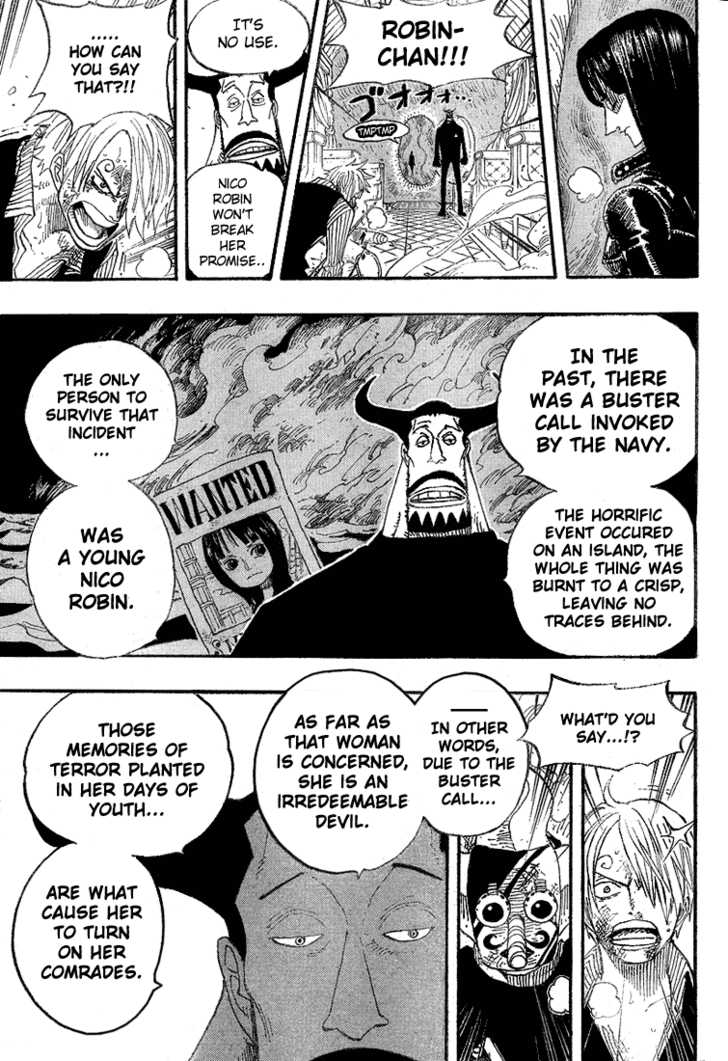 ROBIN-
CHAN!!!
ゴオオオ...
TMPTMP
IT'S
NO USE.
NICO
ROBIN
WON'T
BREAK
HER
PROMISE..
.....
HOW CAN
YOU SAY
THAT?!!
IN THE
PAST, THERE
WAS A BUSTER
CALL INVOKED
BY THE NAVY.
THE HORRIFIC
EVENT OCCURED
ON AN ISLAND, THE
WHOLE THING WAS
BURNT TO A CRISP,
LEAVING NO
TRACES BEHIND.
WANTED
THE ONLY
PERSON TO
SURVIVE THAT
INCIDENT
...
WAS
A YOUNG
NICO
ROBIN.
WHAT'D YOU
SAY...!?
IN OTHER
WORDS,
DUE TO THE
BUSTER
CALL...
AS FAR AS
THAT WOMAN
IS CONCERNED,
SHE IS AN
IRREDEEMABLE
DEVIL.
THOSE
MEMORIES OF
TERROR PLANTED
IN HER DAYS OF
YOUTH...
ARE WHAT
CAUSE HER
TO TURN
ON HER
COMRADES.